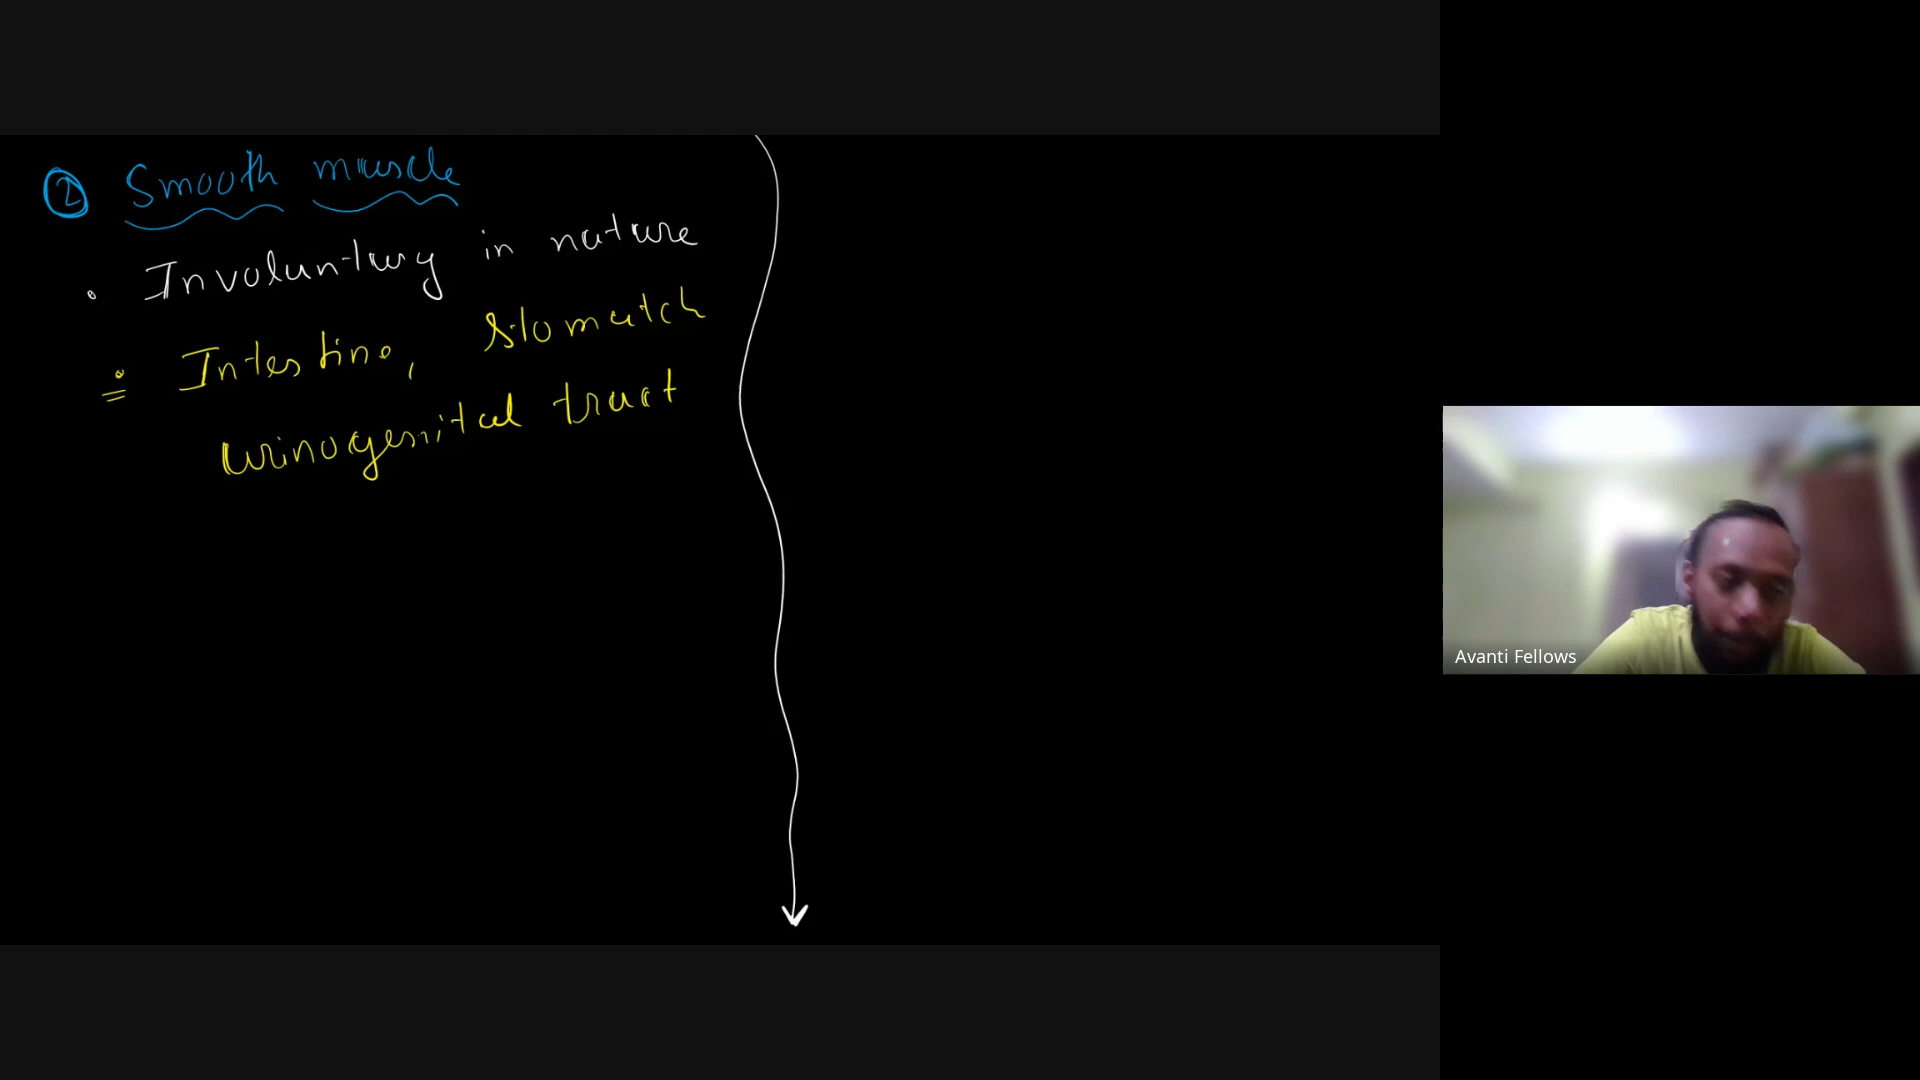 ② Smooth muscle
• Involuntary in nature
÷ Intestine, Stomatch
urinogenital tract
Avanti Fellows